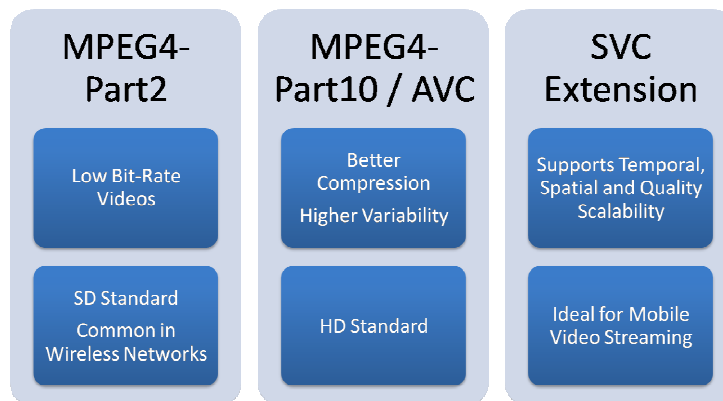 MPEG4-
Part2
Low Bit-Rate
Videos
SD Standard
Common in
Wireless Networks
MPEG4-
Part10 / AVC
Better
Compression
Higher Variability
HD Standard
SVC
Extension
Supports Temporal,
Spatial and Quality
Scalability
Ideal for Mobile
Video Streaming